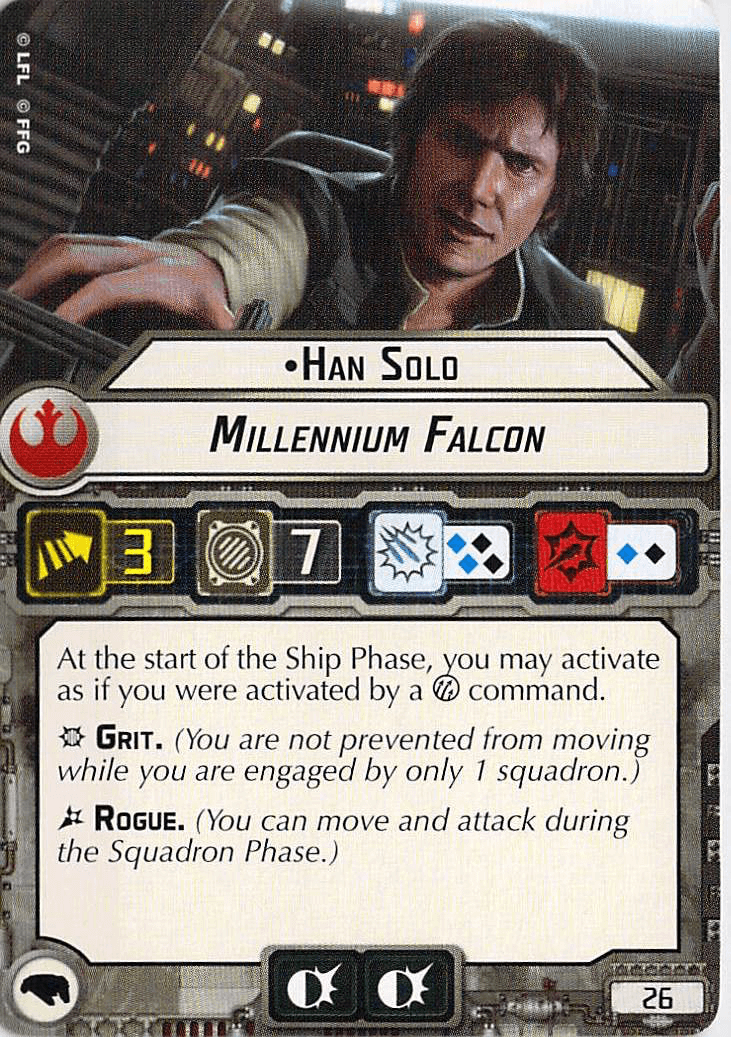 © LFL © FFG
•Han Solo
Millennium Falcon
3 7
At the start of the Ship Phase, you may activate
as if you were activated by a command.
Grit. (You are not prevented from moving
while you are engaged by only 1 squadron.)
Rogue. (You can move and attack during
the Squadron Phase.)
26